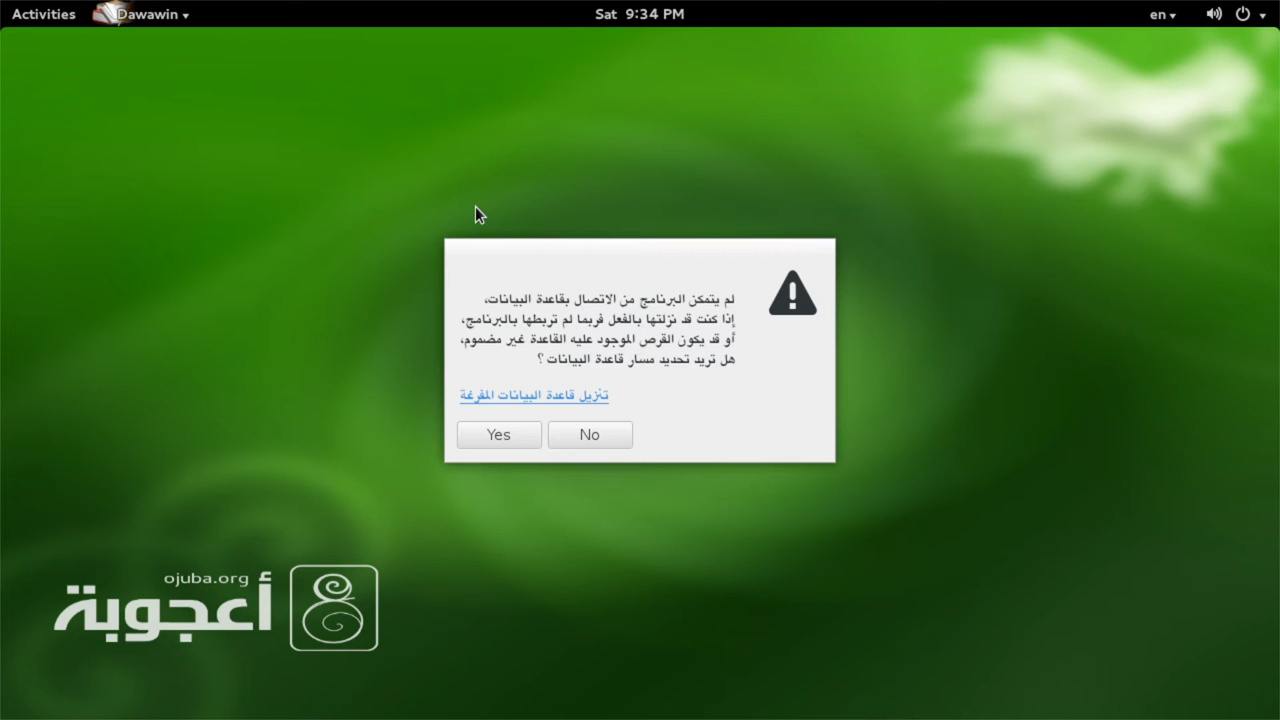 Activities
Dawawin
Sat 9:34 PM
en
لم يتمكن البرنامج من الاتصال بقاعدة البيانات،
إذا كنت قد نزلتها بالفعل فربما لم تربطها بالبرنامج،
أو قد يكون القرص الموجود عليه القاعدة غير مضموم،
هل تريد تحديد مسار قاعدة البيانات ؟
تنزيل قاعدة البيانات المفرغة
Yes
No
ojuba.org
أعجوبة